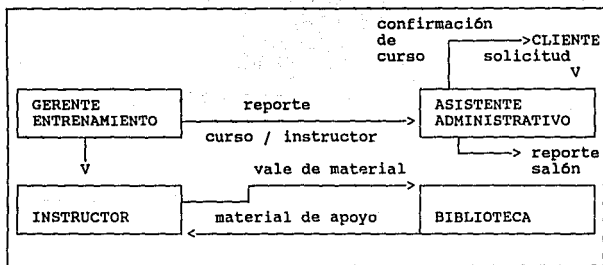 confirmación
de
curso
>CLIENTE
solicitud
V
GERENTE
ENTRENAMIENTO
reporte
curso / instructor
ASISTENTE
ADMINISTRATIVO
> reporte
salón
V
vale de material
INSTRUCTOR
material de apoyo
BIBLIOTECA